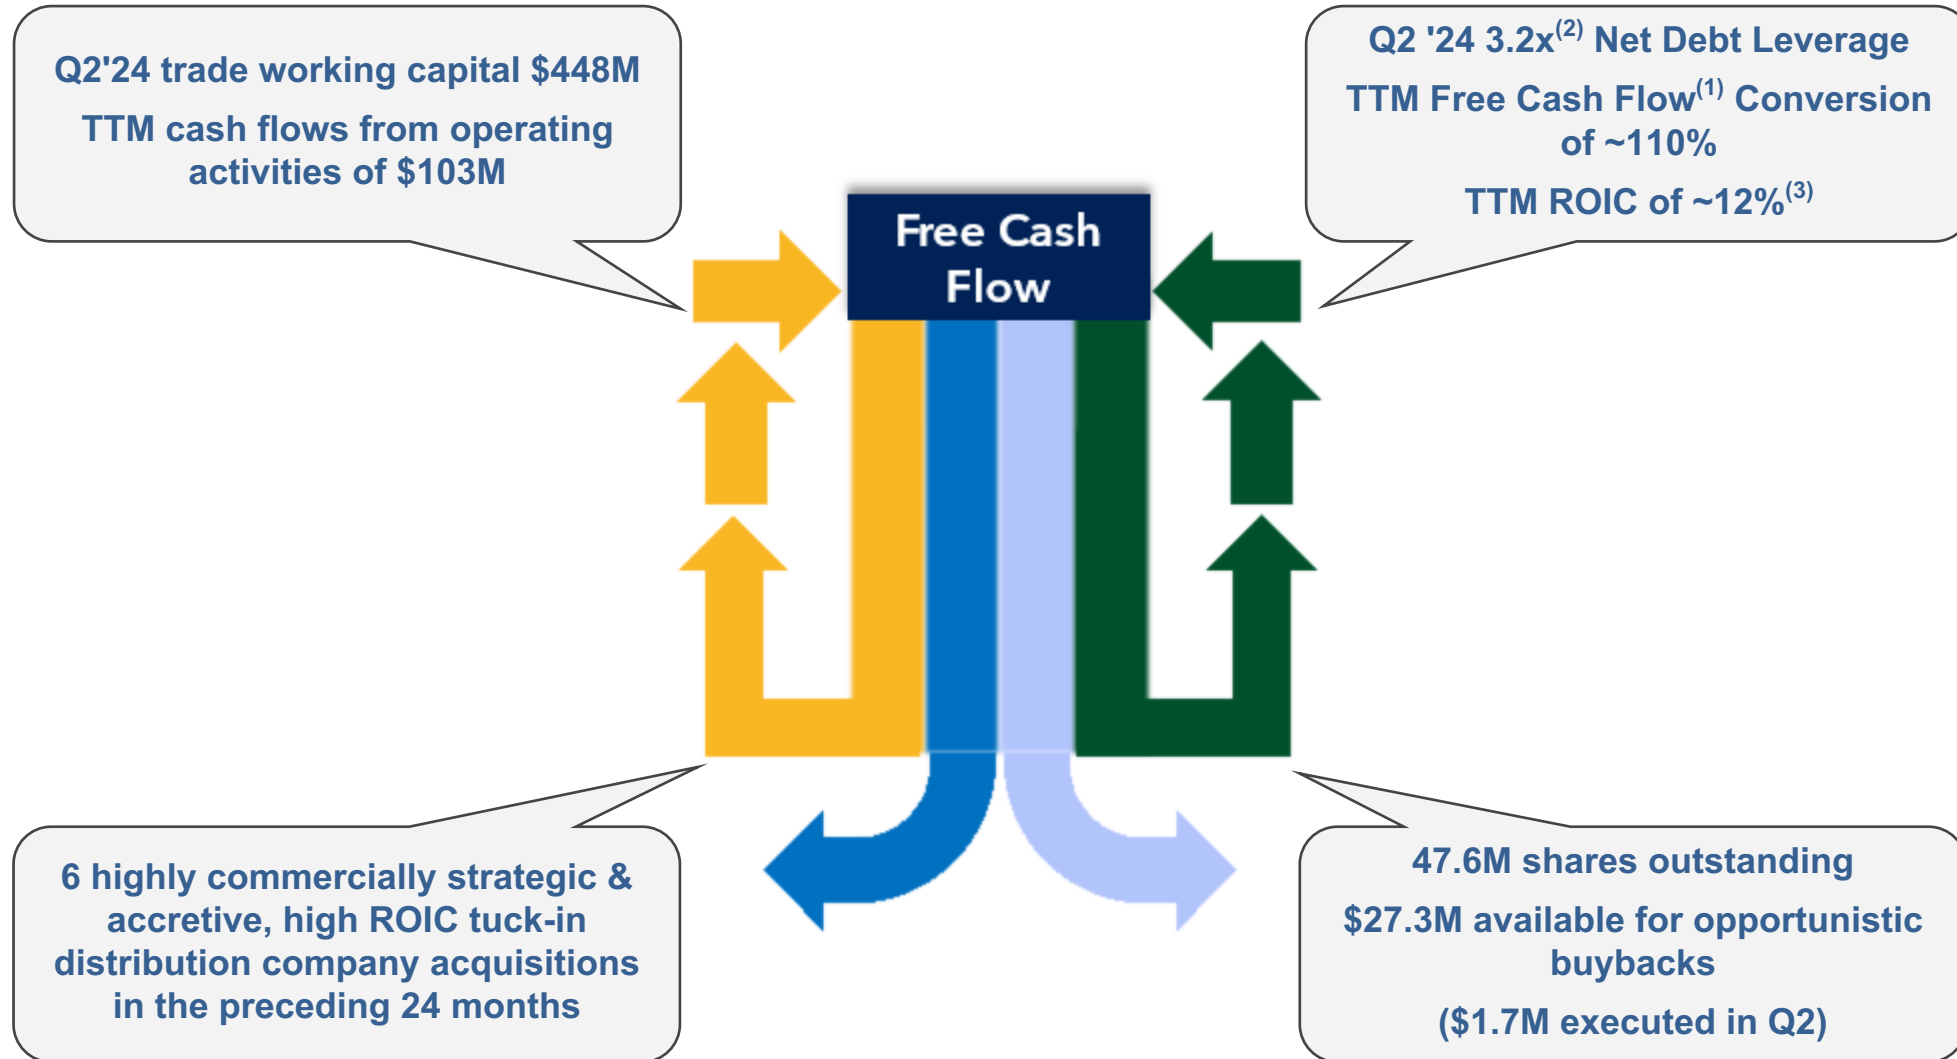 Q2'24 trade working capital $448M
TTM cash flows from operating
activities of $103M
Q2 '24 3.2x(2) Net Debt Leverage
TTM Free Cash Flow(1) Conversion
of ~110%
TTM ROIC of ~12%(3)
Free Cash
Flow
6 highly commercially strategic &
accretive, high ROIC tuck-in
distribution company acquisitions
in the preceding 24 months
47.6M shares outstanding
$27.3M available for opportunistic
buybacks
($1.7M executed in Q2)